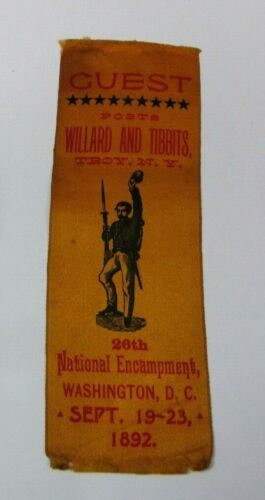 GUEST
★★★★★★★★★
POSTS
WILLARD AND TIBBITS,
TROY, N. Y.
26th
National Encampment,
WASHINGTON, D. C.
SEPT. 19-23,
1892.